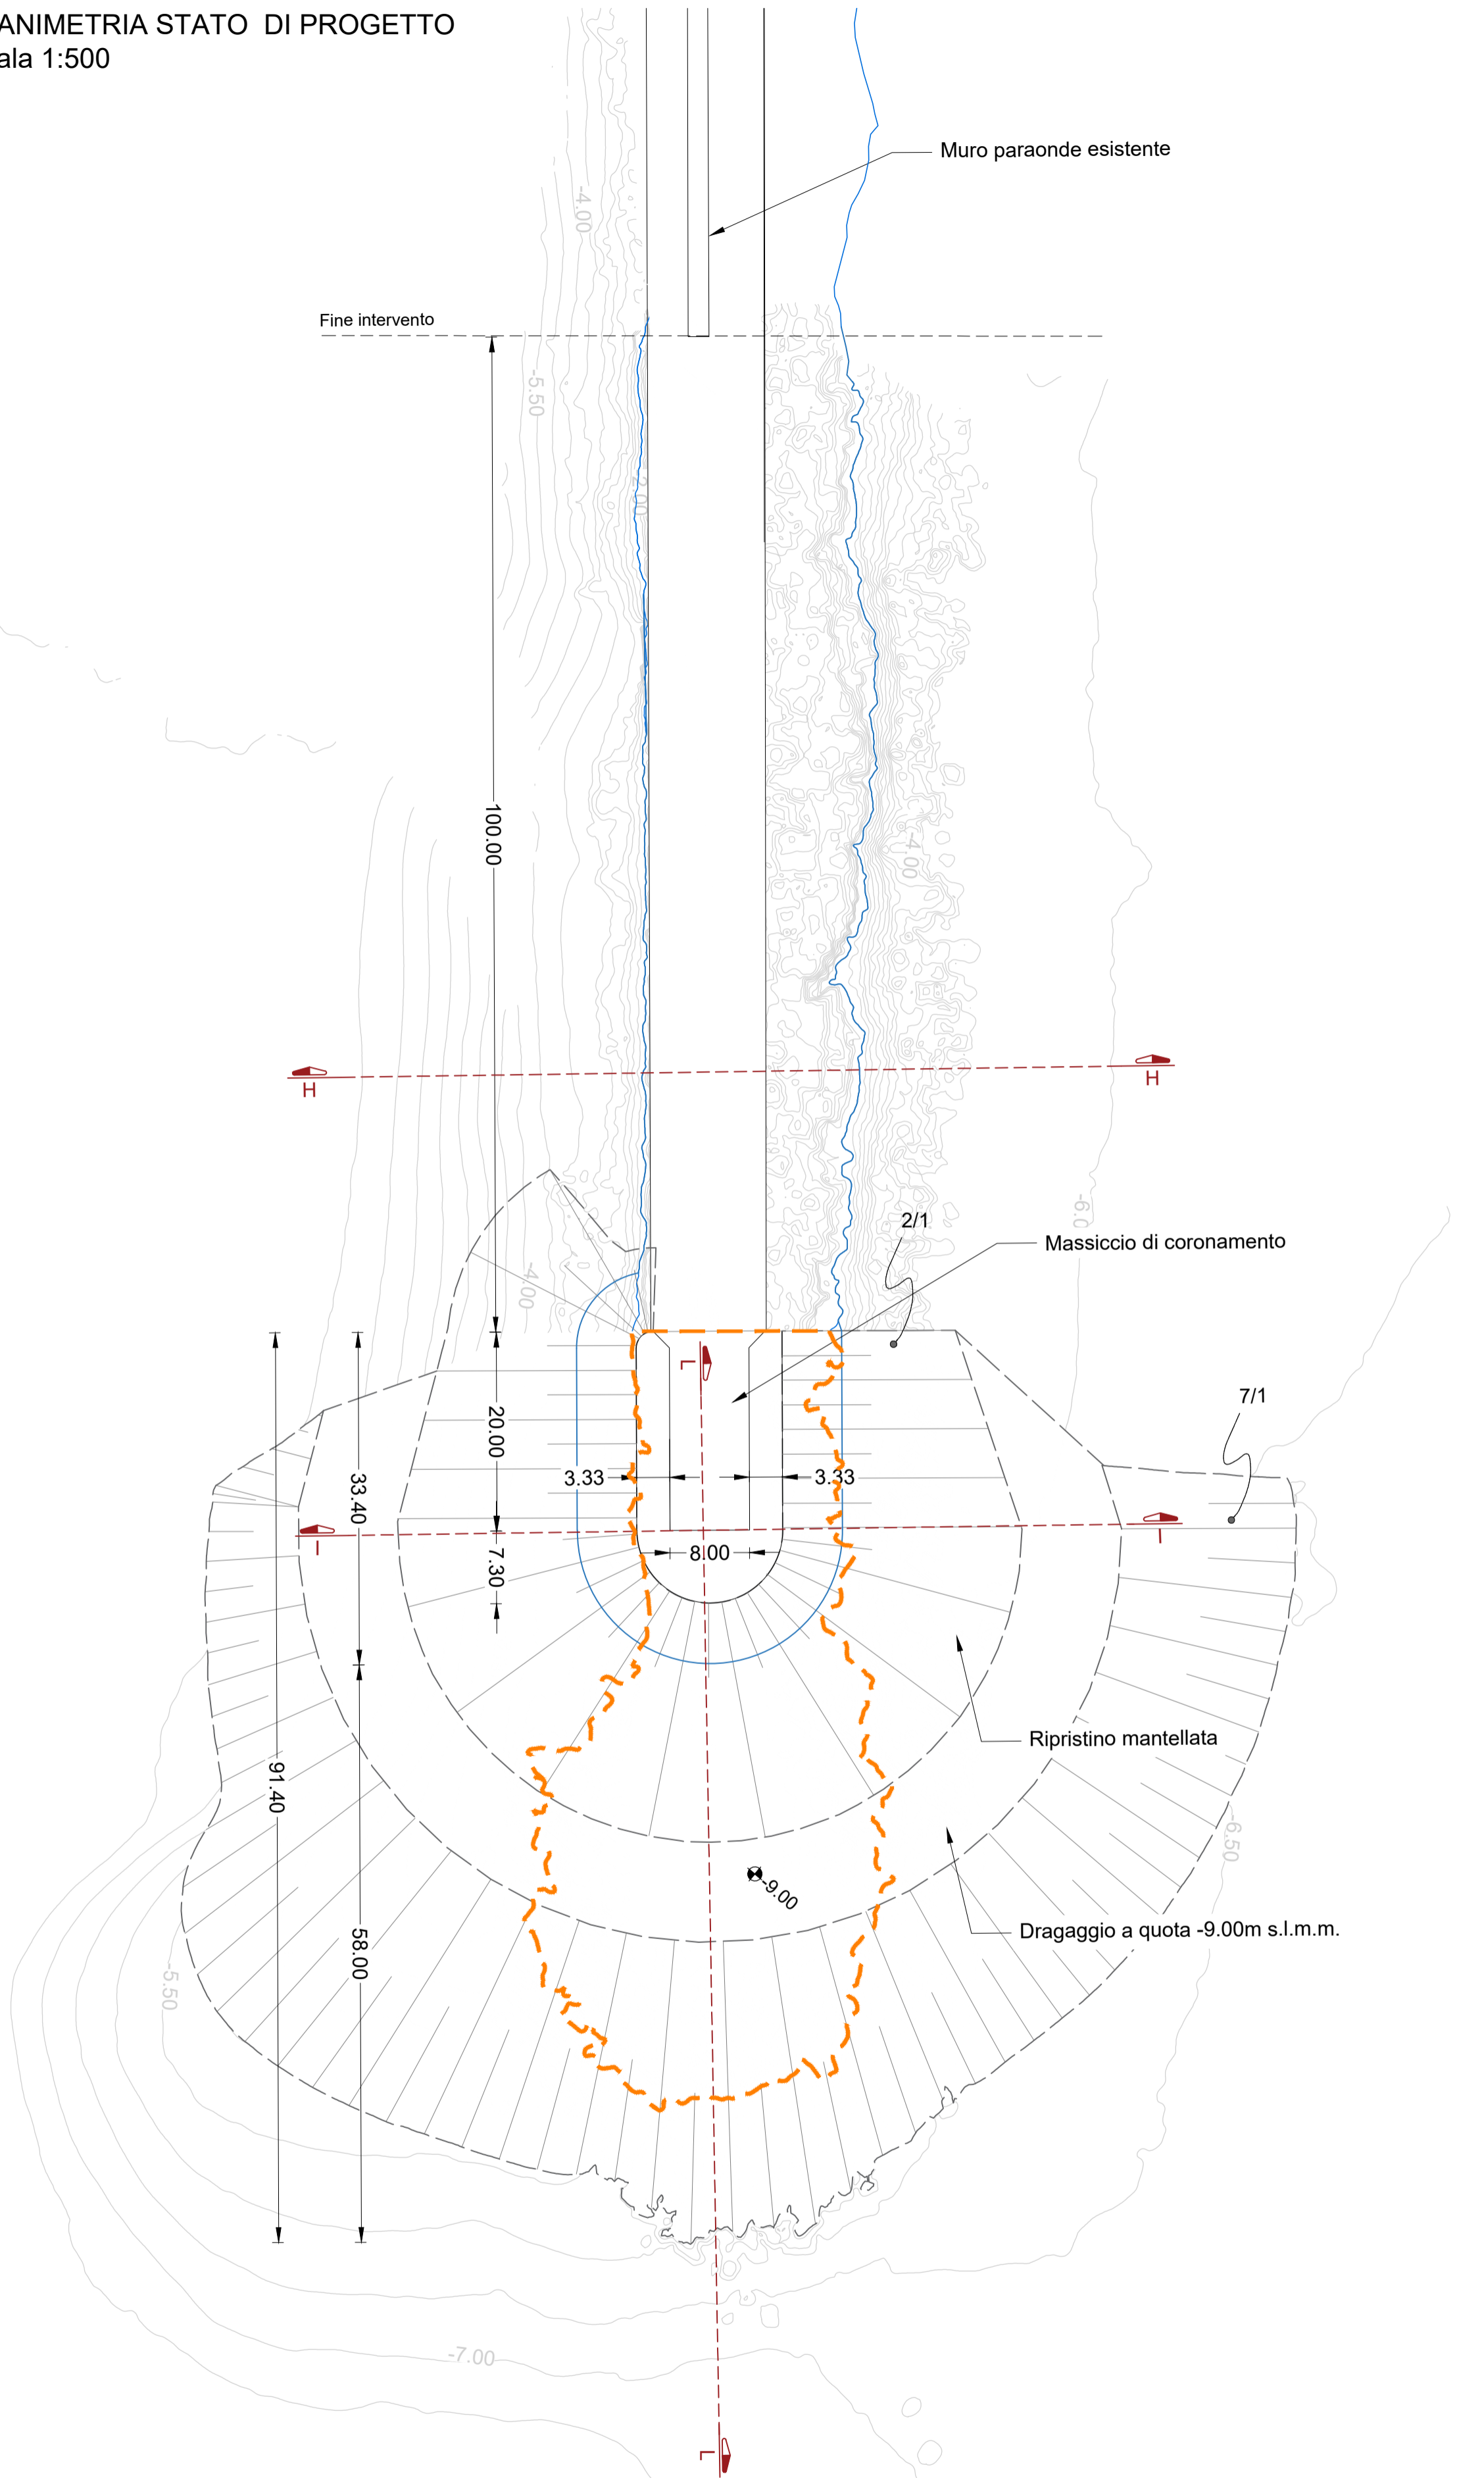 ANIMETRIA STATO DI PROGETTO
ala 1:500
Muro paraonde esistente
-4.00
Fine intervento
-5.50
100.00
-4.00
H
H
-6.0
2/1
Massiccio di coronamento
-4.00
L
7/1
20.00
33.40
3.33
3.33
I
I
7.30
8.00
Ripristino mantellata
91.40
-6.50
-9.00
Dragaggio a quota -9.00m s.l.m.m.
58.00
-5.50
-7.00
L